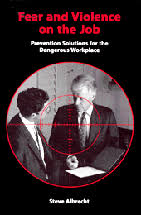 Fear and Violence
on the Job
Prevention Solutions for the
Dangerous Workplace
Steve Albrecht